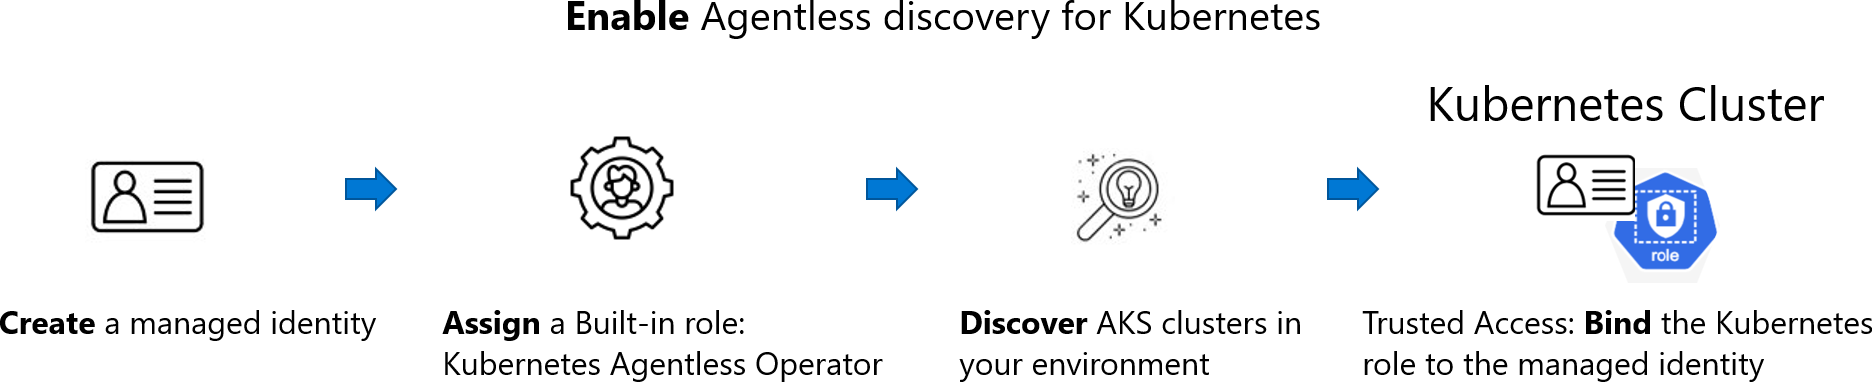 Enable Agentless discovery for Kubernetes
Kubernetes Cluster
role
Create a managed identity
Assign a Built-in role:
Kubernetes Agentless Operator
Discover AKS clusters in
your environment
Trusted Access: Bind the Kubernetes
role to the managed identity